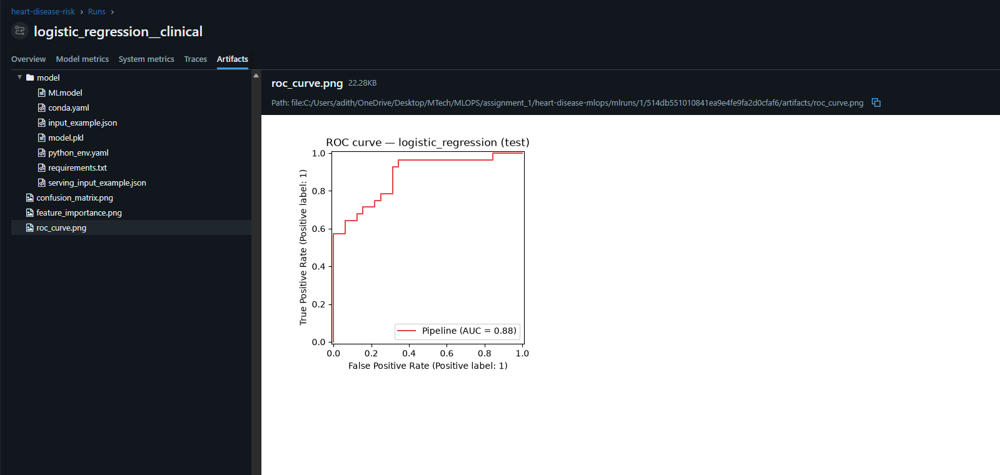 heart-disease-risk › Runs ›
logistic_regression__clinical
Overview Model metrics System metrics Traces Artifacts
model
MLmodel
conda.yaml
input_example.json
model.pkl
python_env.yaml
requirements.txt
serving_input_example.json
confusion_matrix.png
feature_importance.png
roc_curve.png
roc_curve.png 22.28KB
Path: file:C:/Users/adith/OneDrive/Desktop/MTech/MLOPS/assignment_1/heart-disease-mlops/mlruns/1/514db551010841ea9e4fe9fa2d0cfaf6/artifacts/roc_curve.png
ROC curve — logistic_regression (test)
True Positive Rate (Positive label: 1)
1.0
0.8
0.6
0.4
0.2
0.0
Pipeline (AUC = 0.88)
0.0 0.2 0.4 0.6 0.8 1.0
False Positive Rate (Positive label: 1)